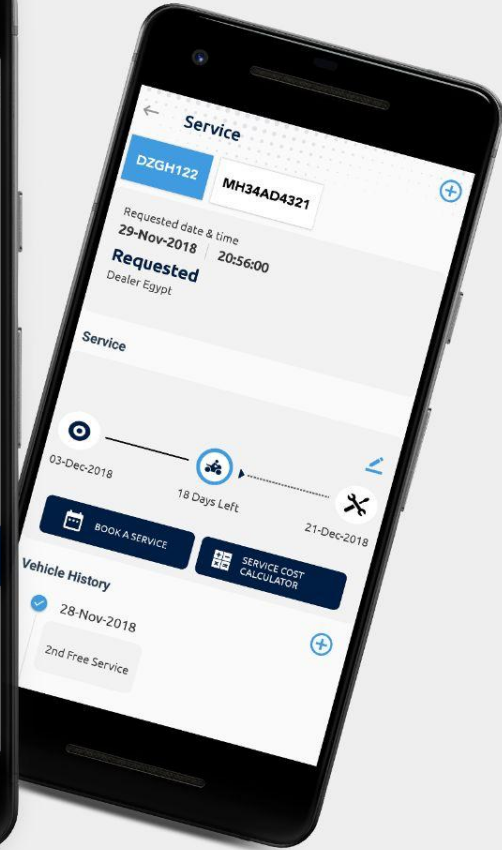 Service
DZGH122
MH34AD4321
Requested date & time
29-Nov-2018 20:56:00
Requested
Dealer Egypt
Service
03-Dec-2018
18 Days Left
21-Dec-2018
BOOK A SERVICE
SERVICE COST
CALCULATOR
Vehicle History
28-Nov-2018
2nd Free Service